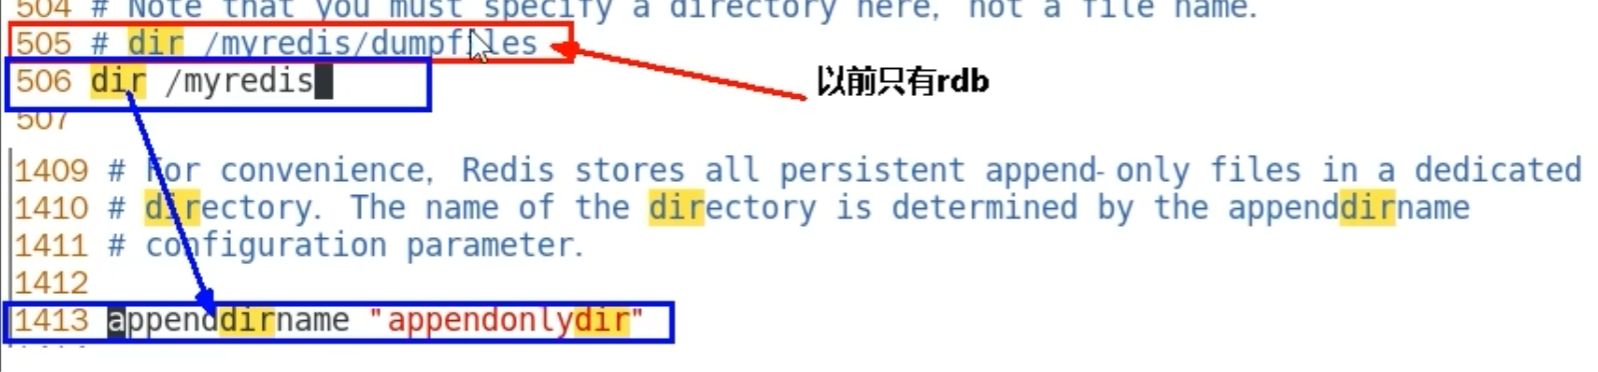 504 # Note that you must specify a directory here, not a file name.
505 # dir /myredis/dumpfiles
以前只有rdb
506 dir /myredis
507
1409 # For convenience, Redis stores all persistent append-only files in a dedicated
1410 # directory. The name of the directory is determined by the appenddirname
1411 # configuration parameter.
1412
1413 appenddirname "appendonlydir"